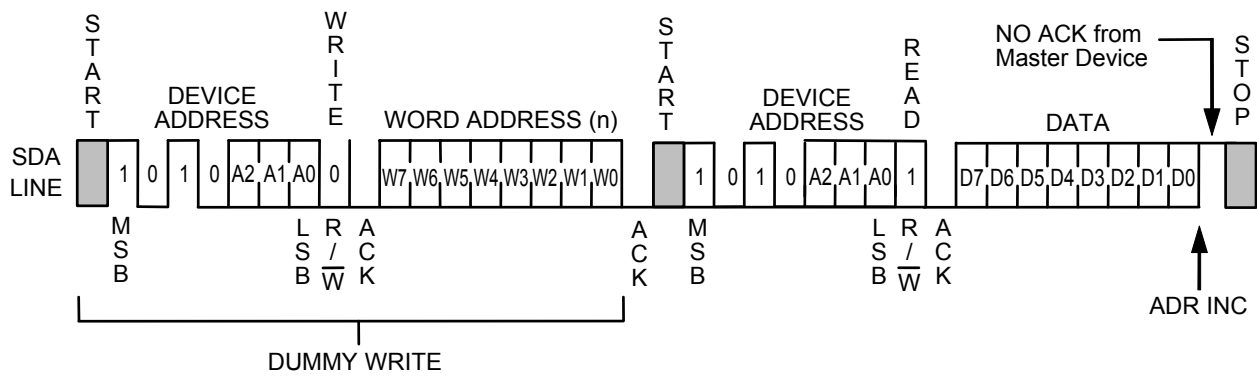 START
WRITE
START
READ
NO ACK from
Master Device
STOP
DEVICE
ADDRESS
WORD ADDRESS (n)
DEVICE
ADDRESS
DATA
SDA
LINE
1 0 1 0 A2 A1 A0 0 W7 W6 W5 W4 W3 W2 W1 W0 1 0 1 0 A2 A1 A0 1 D7 D6 D5 D4 D3 D2 D1 D0
MSB
LSB
R/W̅
ACK
ACK
MSB
LSB
R/W̅
ACK
ADR INC
DUMMY WRITE